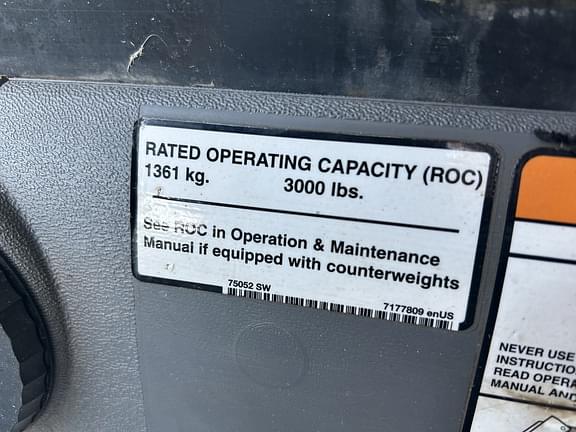 RATED OPERATING CAPACITY (ROC)
1361 kg. 3000 lbs.
See ROC in Operation & Maintenance
Manual if equipped with counterweights
75052 SW
7177809 enUS
NEVER USE
INSTRUCTIO
READ OPERA
MANUAL AND